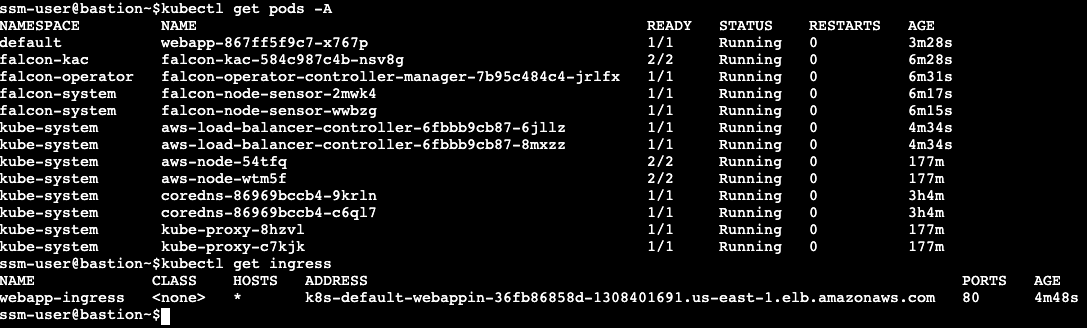 ssm-user@bastion~$kubectl get pods -A
NAMESPACE NAME READY STATUS RESTARTS AGE
default webapp-867ff5f9c7-x767p 1/1 Running 0 3m28s
falcon-kac falcon-kac-584c987c4b-nsv8g 2/2 Running 0 6m28s
falcon-operator falcon-operator-controller-manager-7b95c484c4-jrlfx 1/1 Running 0 6m31s
falcon-system falcon-node-sensor-2mwk4 1/1 Running 0 6m17s
falcon-system falcon-node-sensor-wwbzg 1/1 Running 0 6m15s
kube-system aws-load-balancer-controller-6fbbb9cb87-6jllz 1/1 Running 0 4m34s
kube-system aws-load-balancer-controller-6fbbb9cb87-8mxzz 1/1 Running 0 4m34s
kube-system aws-node-54tfq 2/2 Running 0 177m
kube-system aws-node-wtm5f 2/2 Running 0 177m
kube-system coredns-86969bccb4-9krln 1/1 Running 0 3h4m
kube-system coredns-86969bccb4-c6ql7 1/1 Running 0 3h4m
kube-system kube-proxy-8hzvl 1/1 Running 0 177m
kube-system kube-proxy-c7kjk 1/1 Running 0 177m
ssm-user@bastion~$kubectl get ingress
NAME CLASS HOSTS ADDRESS PORTS AGE
webapp-ingress <none> * k8s-default-webappin-36fb86858d-1308401691.us-east-1.elb.amazonaws.com 80 4m48s
ssm-user@bastion~$